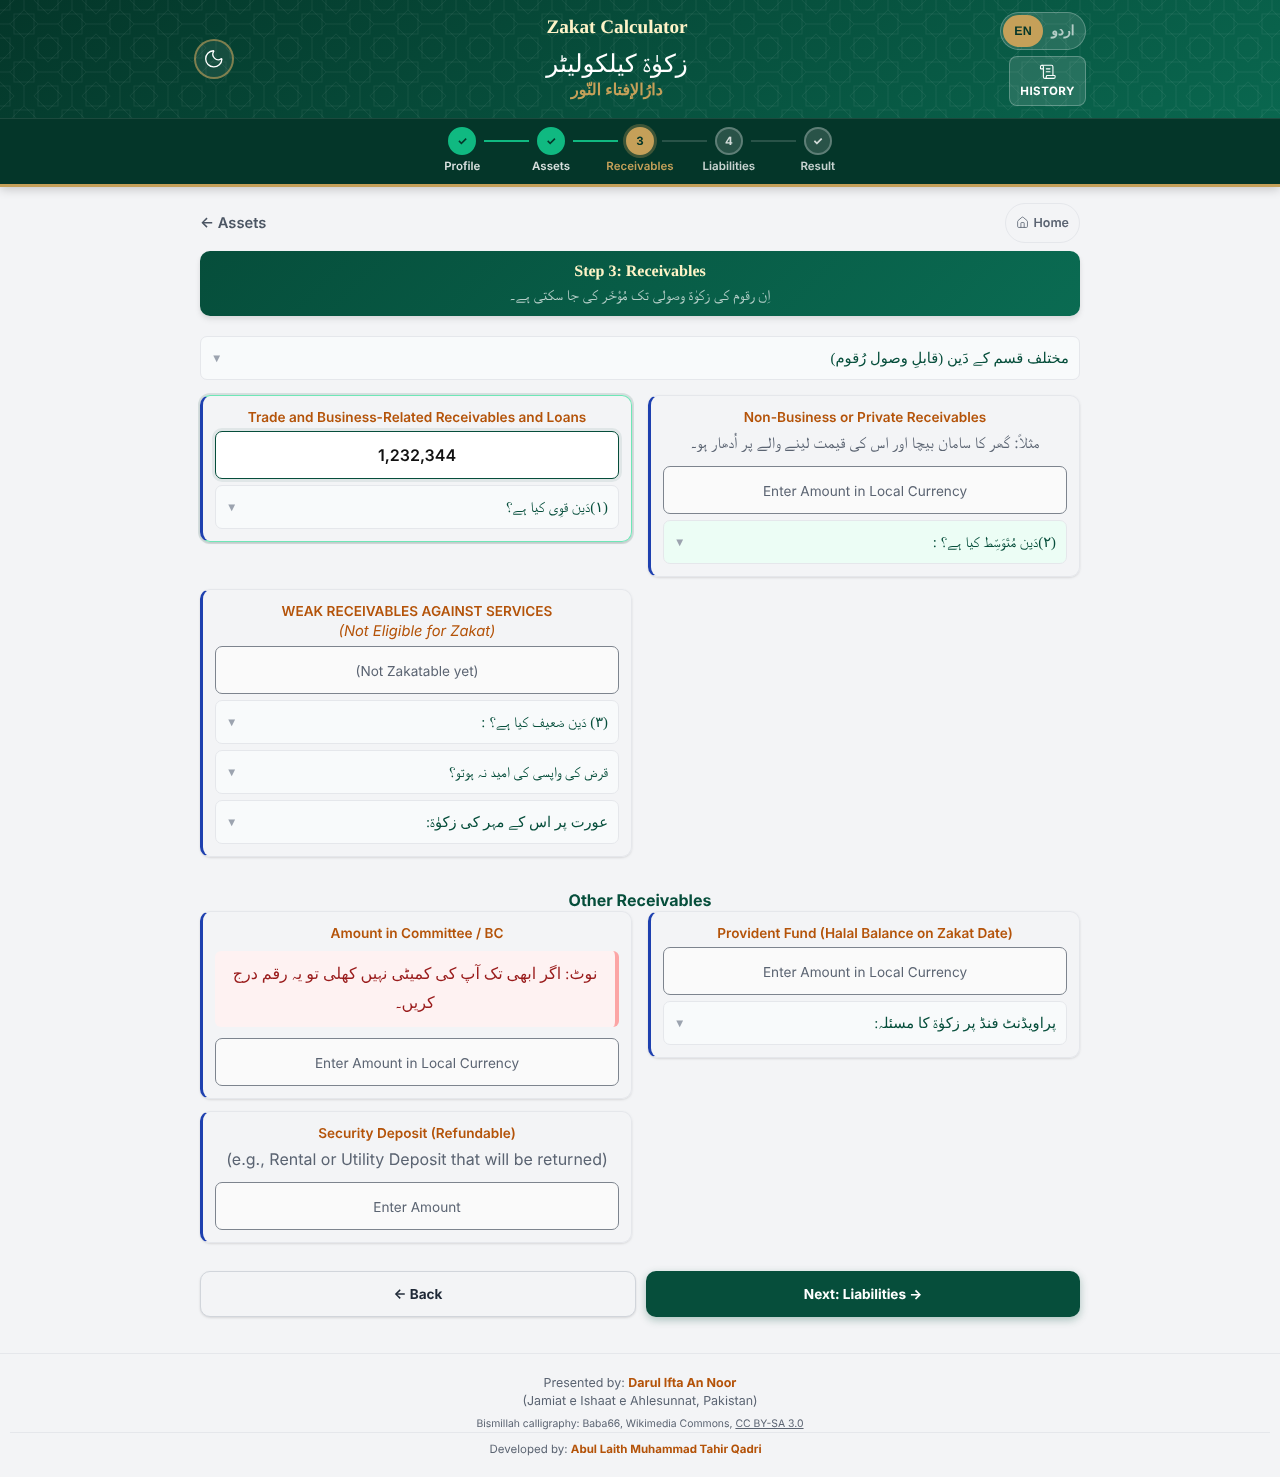 Zakat Calculator
زکوٰۃ کیلکولیٹر
دارُالإفتاء النّور
EN
اردو
HISTORY
✓
✓
3
4
✓
Profile
Assets
Receivables
Liabilities
Result
← Assets
Home
Step 3: Receivables
اِن رقوم کی زکوٰۃ وصولی تک مُؤخّر کی جا سکتی ہے۔
مختلف قسم کے دَین (قابلِ وصول رُقوم)
▼
Trade and Business-Related Receivables and Loans
1,232,344
(۱)دَین قوی کیا ہے؟
▼
Non-Business or Private Receivables
مثلاً: گھر کا سامان بیچا اور اس کی قیمت لینے والے پر اُدھار ہو۔
Enter Amount in Local Currency
(۲)دَین مُتَوَسِّط کیا ہے؟ :
▼
WEAK RECEIVABLES AGAINST SERVICES
(Not Eligible for Zakat)
(Not Zakatable yet)
(۳) دَین ضعیف کیا ہے؟ :
▼
قرض کی واپسی کی امید نہ ہوتو؟
▼
عورت پر اس کے مہر کی زکوٰۃ:
▼
Other Receivables
Amount in Committee / BC
نوٹ: اگر ابھی تک آپ کی کمیٹی نہیں کھلی تو یہ رقم درج
کریں۔
Enter Amount in Local Currency
Provident Fund (Halal Balance on Zakat Date)
Enter Amount in Local Currency
پراویڈنٹ فنڈ پر زکوٰۃ کا مسئلہ:
▼
Security Deposit (Refundable)
(e.g., Rental or Utility Deposit that will be returned)
Enter Amount
← Back
Next: Liabilities →
Presented by: Darul Ifta An Noor
(Jamiat e Ishaat e Ahlesunnat, Pakistan)
Bismillah calligraphy: Baba66, Wikimedia Commons, CC BY-SA 3.0
Developed by: Abul Laith Muhammad Tahir Qadri